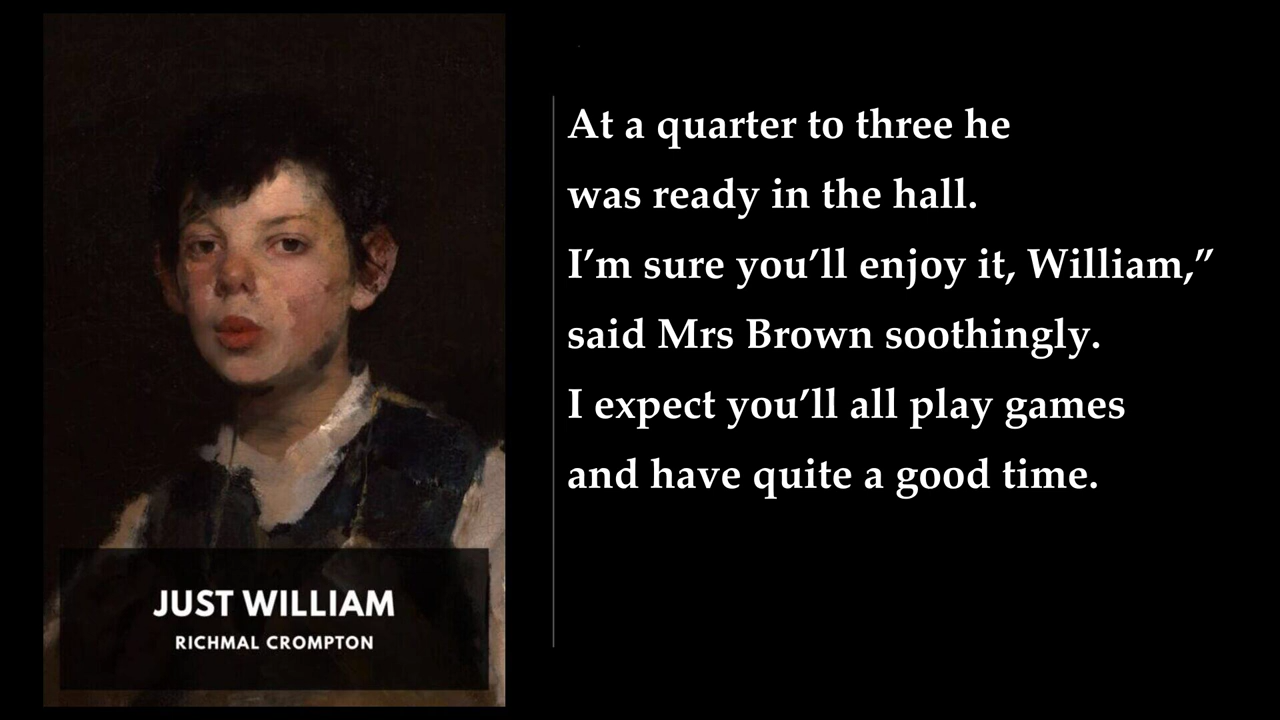 At a quarter to three he
was ready in the hall.
I’m sure you’ll enjoy it, William,”
said Mrs Brown soothingly.
I expect you’ll all play games
and have quite a good time.
JUST WILLIAM
RICHMAL CROMPTON